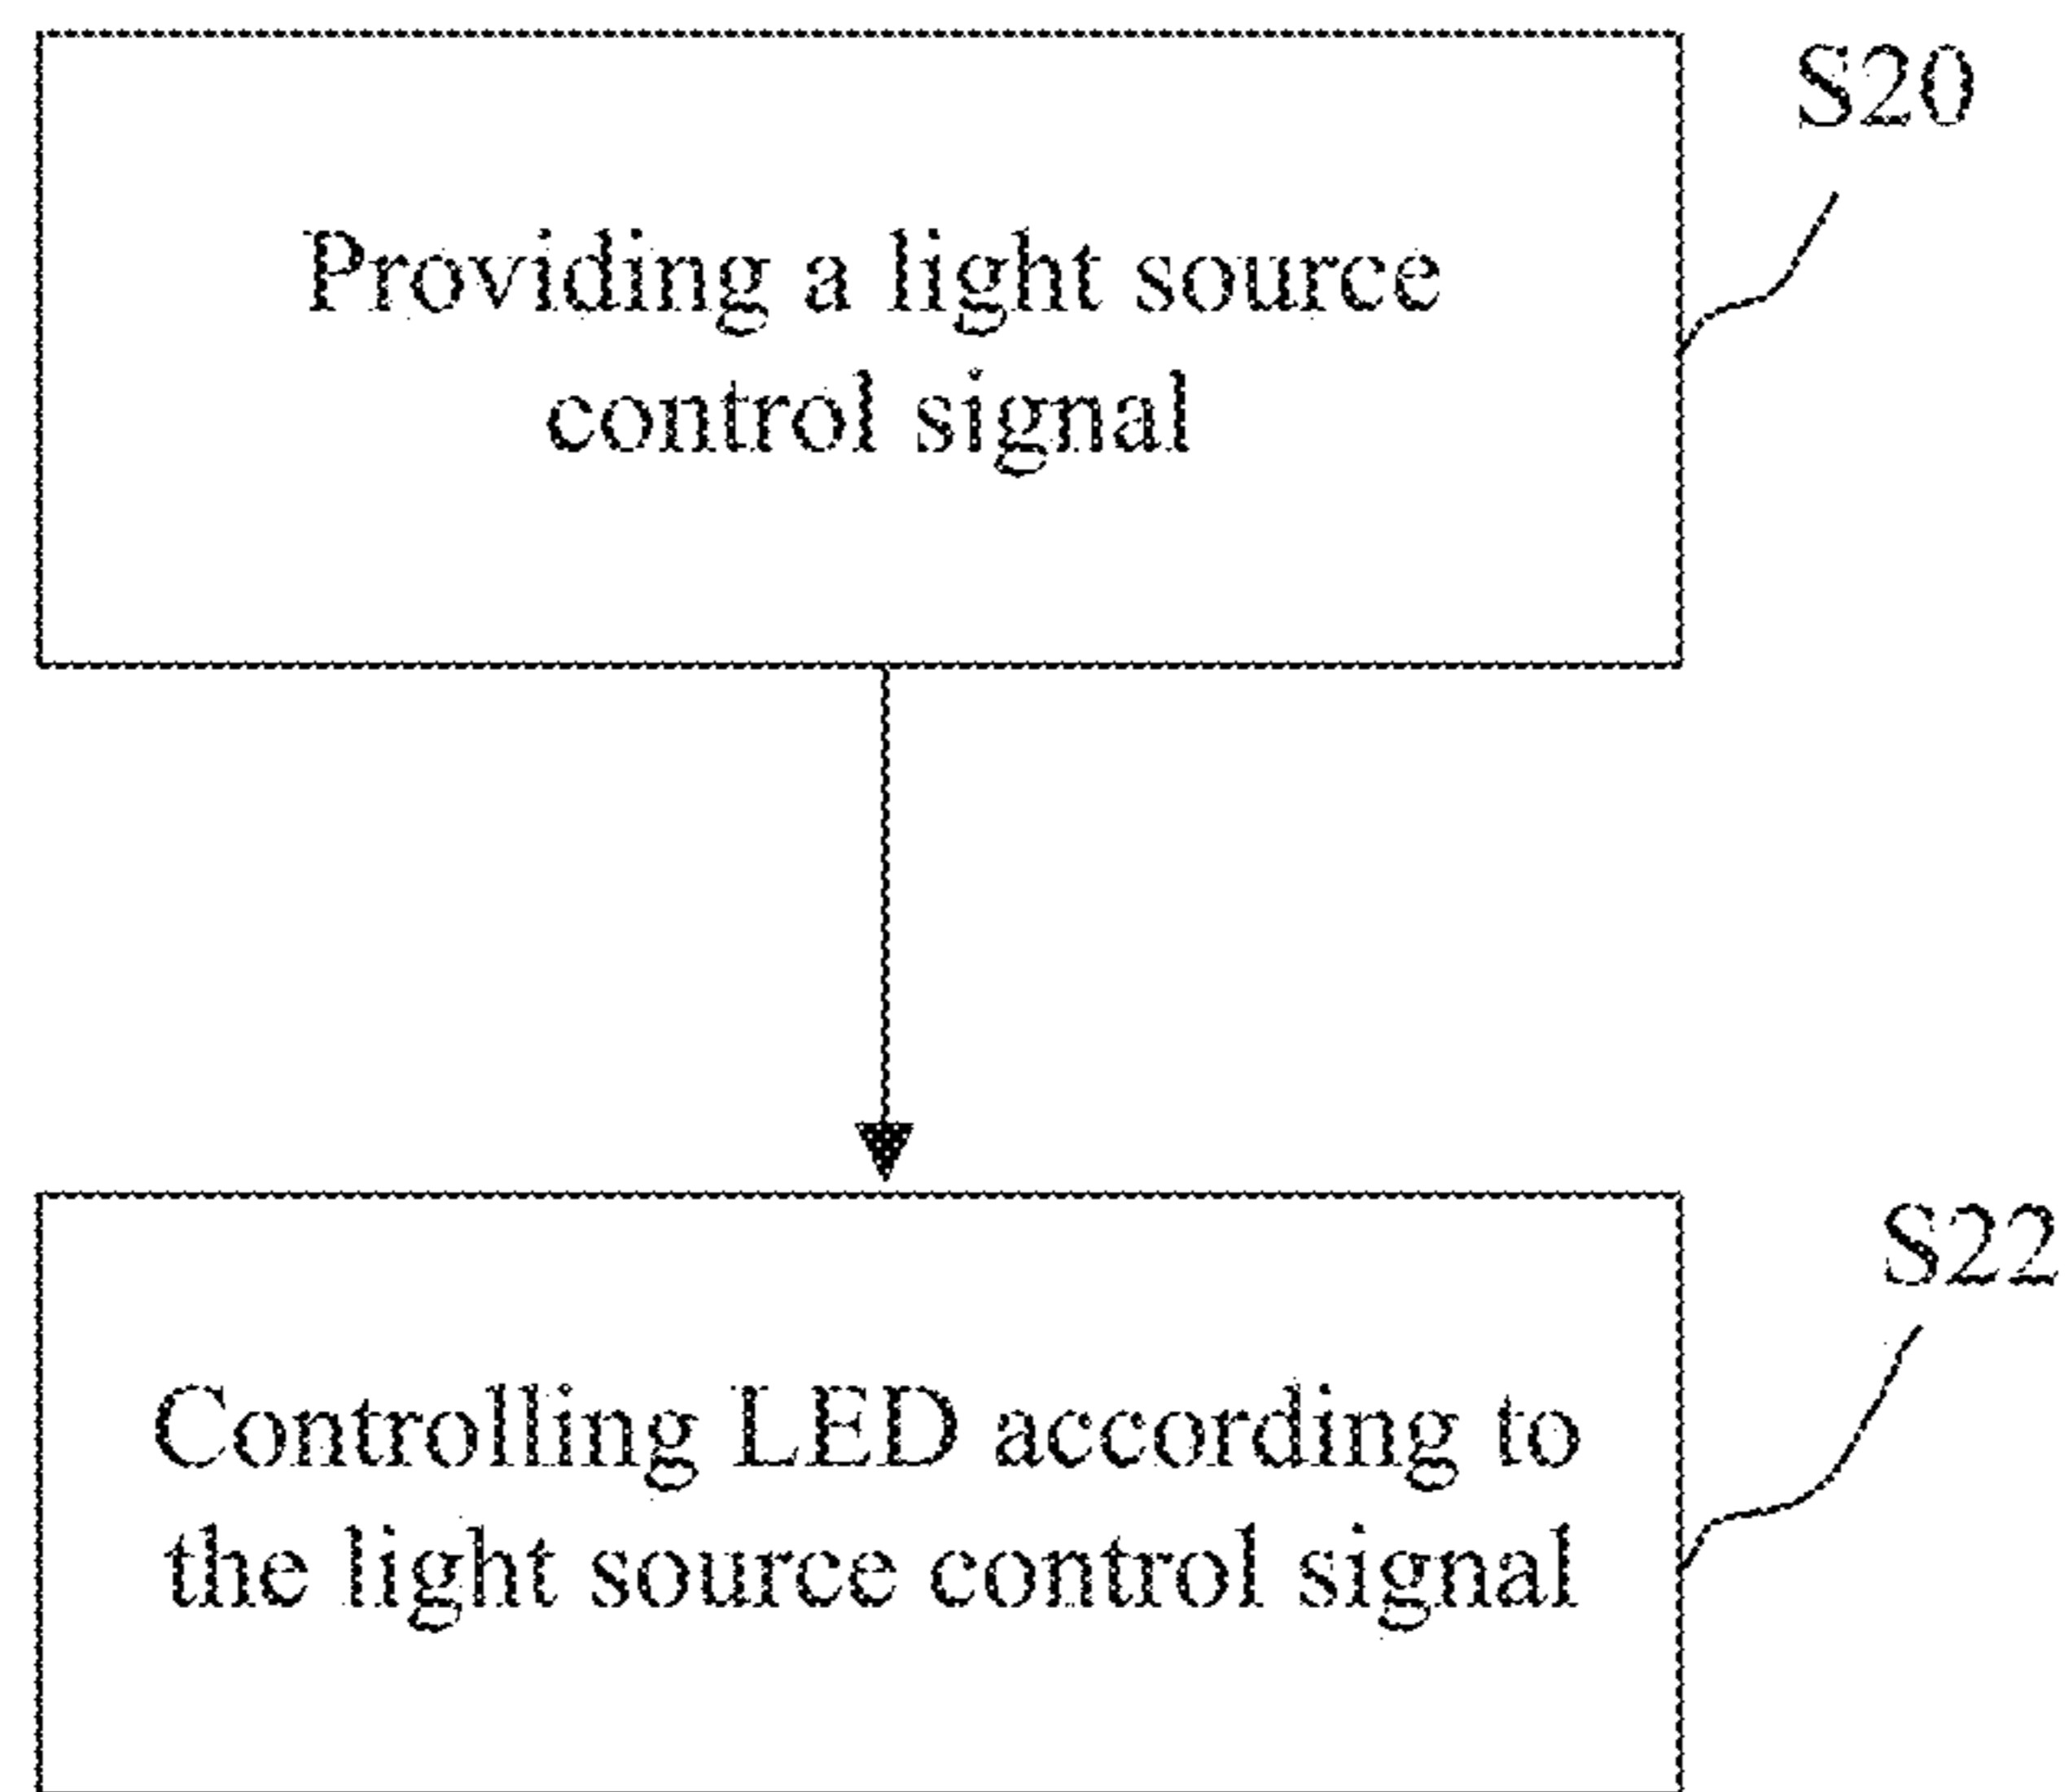 S20
Providing a light source
control signal
S22
Controlling LED according to
the light source control signal